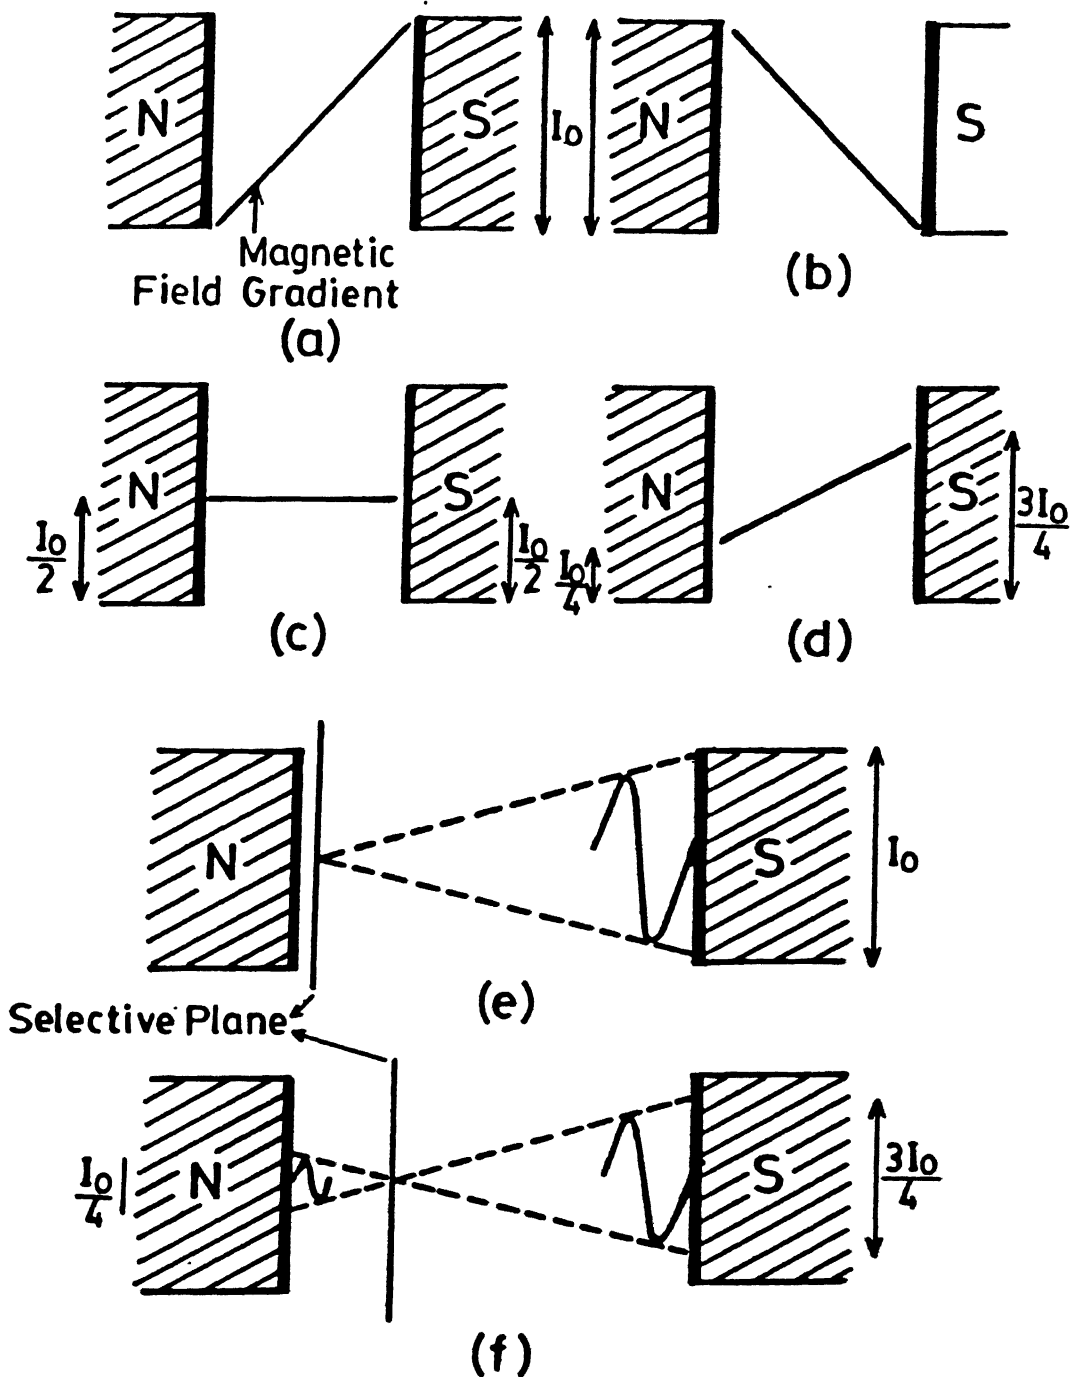 N
S
I₀
N
S
Magnetic
Field Gradient
(a)
(b)
N
S
I₀/2
I₀/2
(c)
N
S
I₀/4
3I₀/4
(d)
N
S
I₀
(e)
Selective Plane
N
S
I₀/4
3I₀/4
(f)